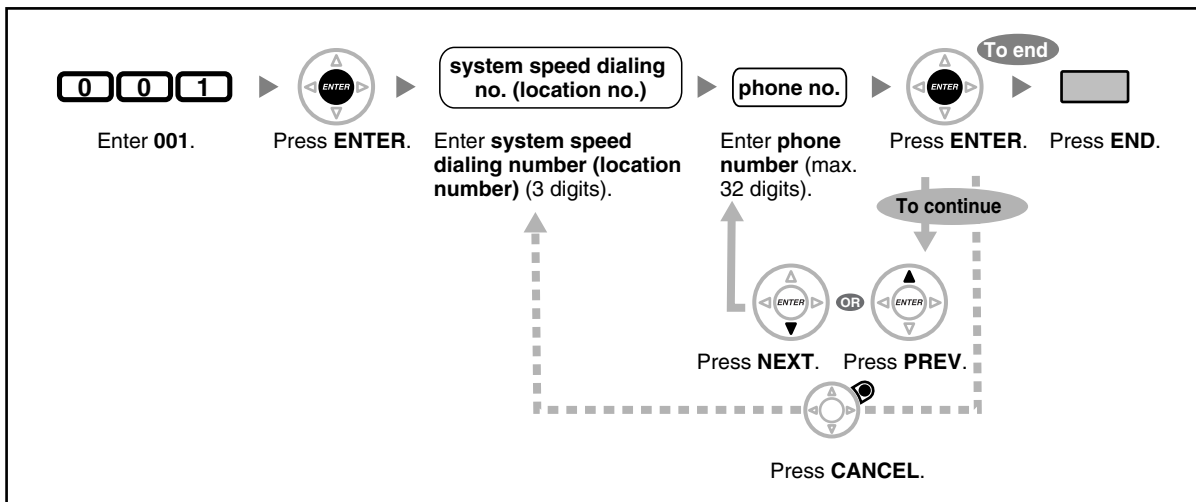 To end
0 0 1
ENTER
system speed dialing
no. (location no.)
phone no.
ENTER
Enter 001.
Press ENTER.
Enter system speed
dialing number (location
number) (3 digits).
Enter phone
number (max.
32 digits).
Press ENTER.
Press END.
To continue
ENTER
OR
ENTER
Press NEXT.
Press PREV.
Press CANCEL.